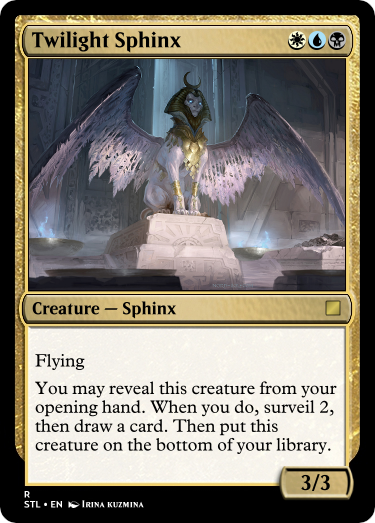 Twilight Sphinx
Creature — Sphinx
Flying
You may reveal this creature from your
opening hand. When you do, surveil 2,
then draw a card. Then put this
creature on the bottom of your library.
3/3
R
STL • EN Irina kuzmina